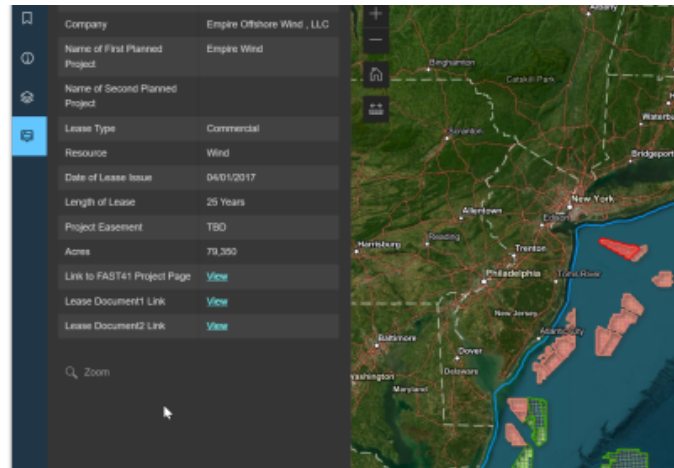 Company Empire Offshore Wind , LLC
Name of First Planned Project Empire Wind
Name of Second Planned Project
Lease Type Commercial
Resource Wind
Date of Lease Issue 04/01/2017
Length of Lease 25 Years
Project Easement TBD
Acres 79,350
Link to FAST41 Project Page View
Lease Document1 Link View
Lease Document2 Link View
Zoom
Albany
Binghamton
Catskill Park
Scranton
Waterbu
Bridgeport
New York
Allentown
Edison
Harrisburg
Reading
Trenton
Philadelphia
Toms River
New Jersey
Atlantic City
Baltimore
Dover
Washington
Delaware
Maryland